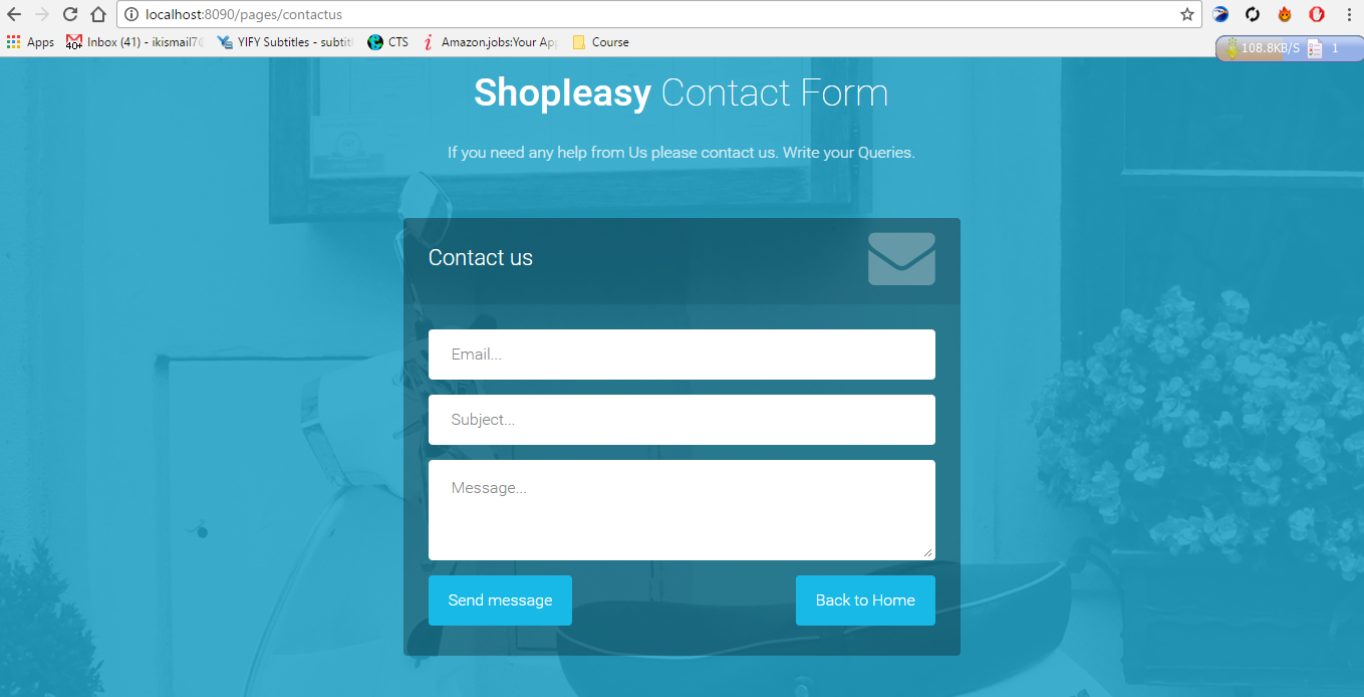 localhost:8090/pages/contactus
Apps 40+ Inbox (41) - ikismail7 YIFY Subtitles - subtit CTS i Amazon.jobs:Your Ap Course
108.8KB/S 1
ShopIeasy Contact Form
If you need any help from Us please contact us. Write your Queries.
Contact us
Email...
Subject...
Message...
Send message Back to Home